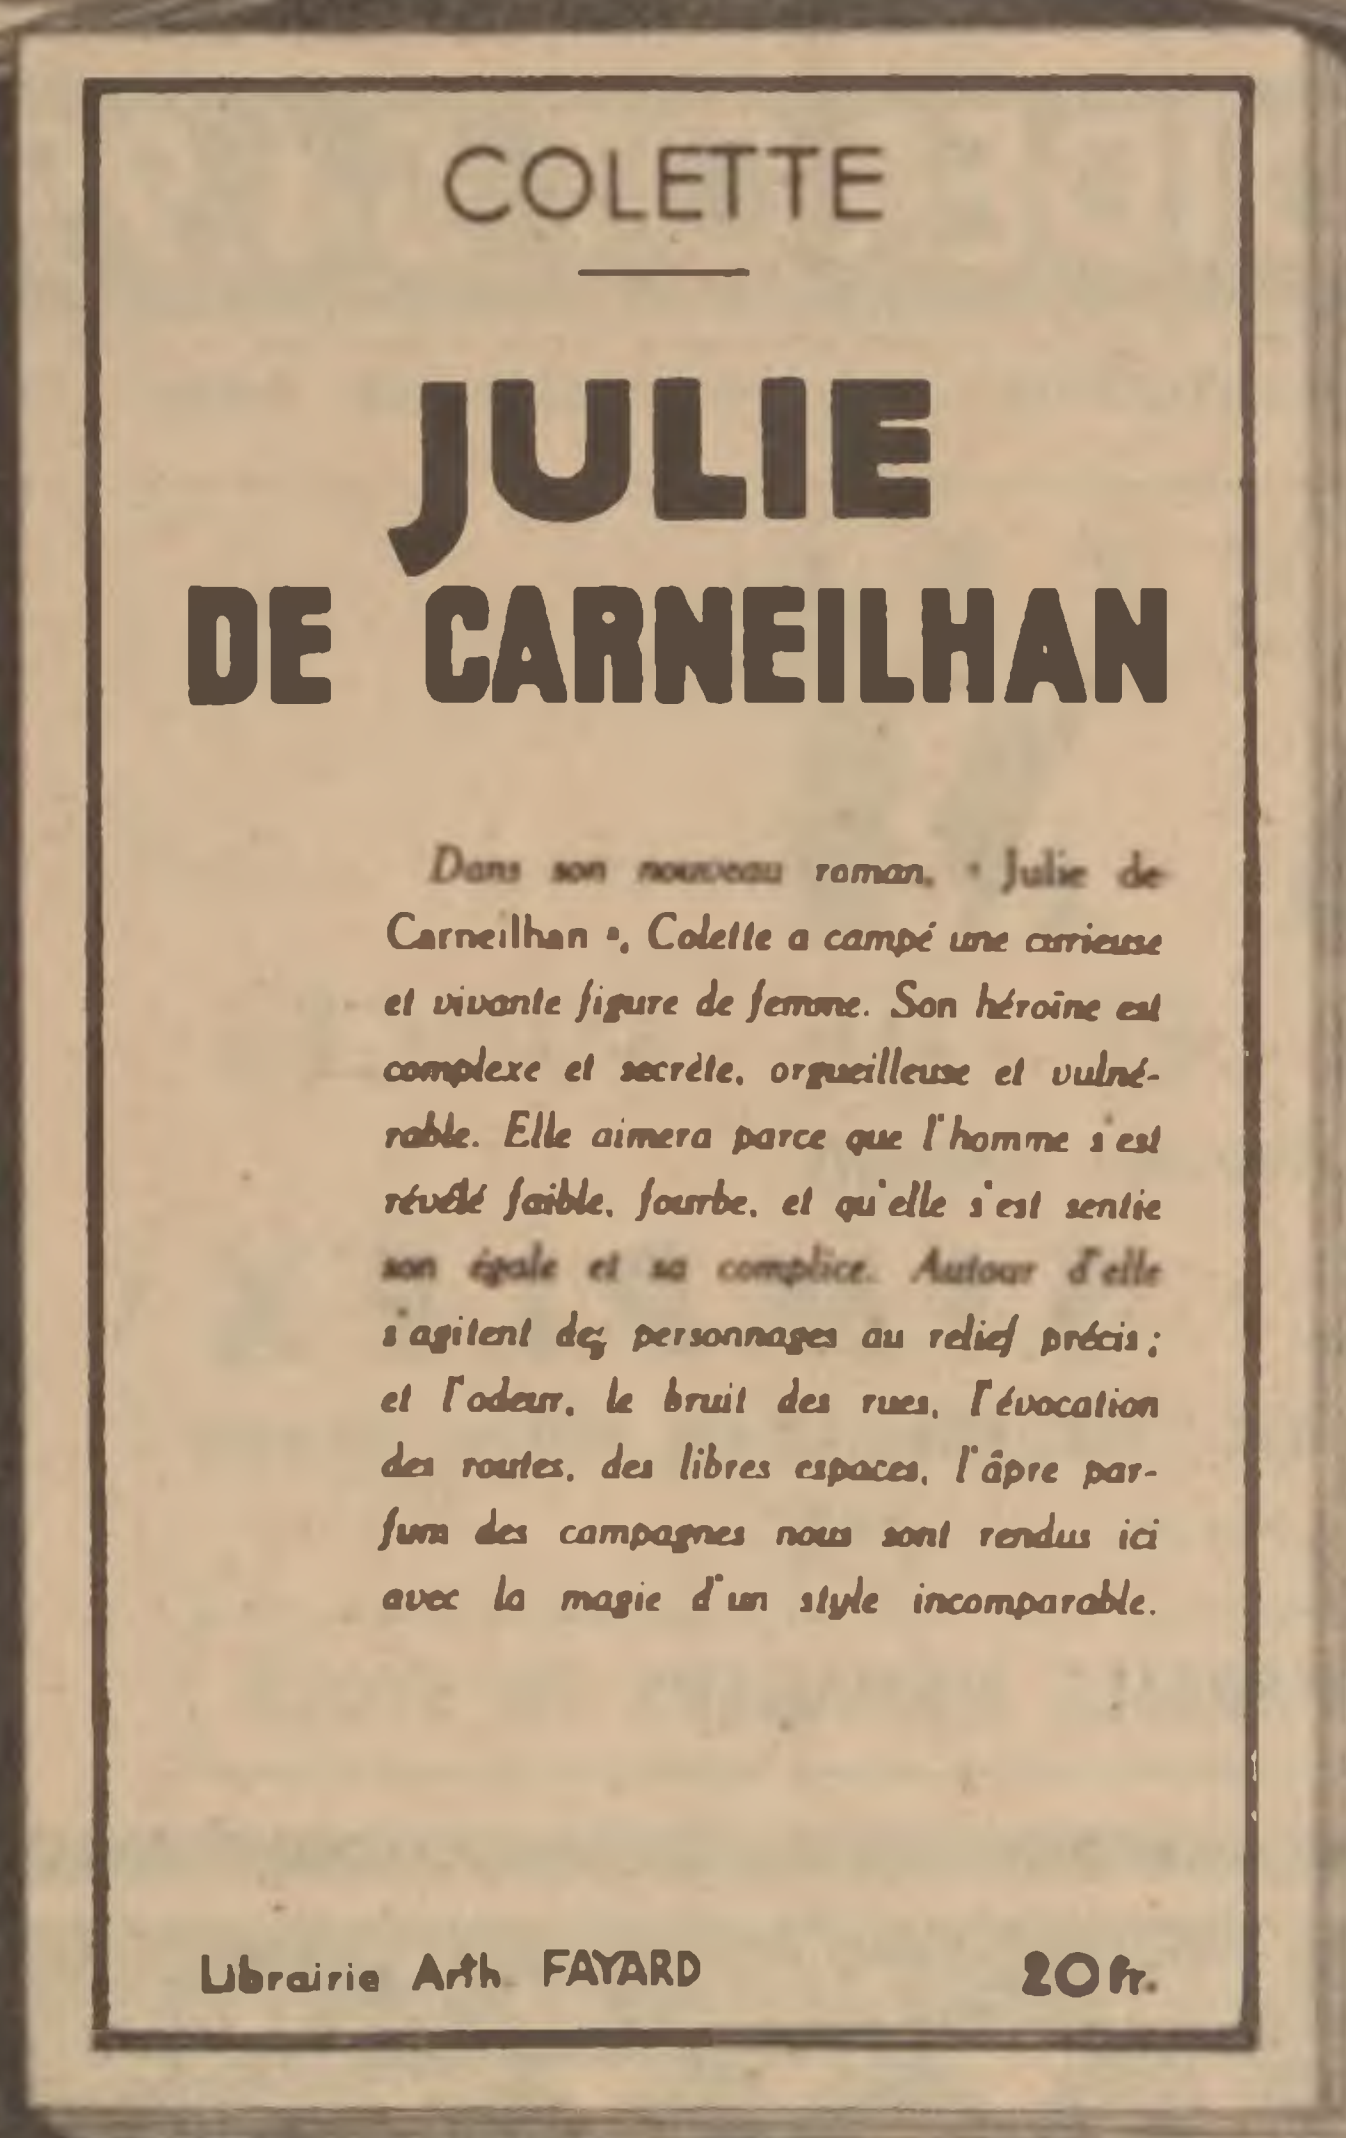 COLETTE
JULIE
DE CARNEILHAN
Dans son nouveau roman, « Julie de
Carneilhan », Colette a campé une curieuse
et vivante figure de femme. Son héroïne est
complexe et secrète, orgueilleuse et vulné-
rable. Elle aimera parce que l'homme s'est
révélé faible, fourbe, et qu'elle s'est sentie
son égale et sa complice. Autour d'elle
s'agitent des personnages au relief précis ;
et l'odeur, le bruit des rues, l'évocation
des routes, des libres espaces, l'âpre par-
fum des campagnes nous sont rendus ici
avec la magie d'un style incomparable.
Librairie Arth. FAYARD 20 fr.